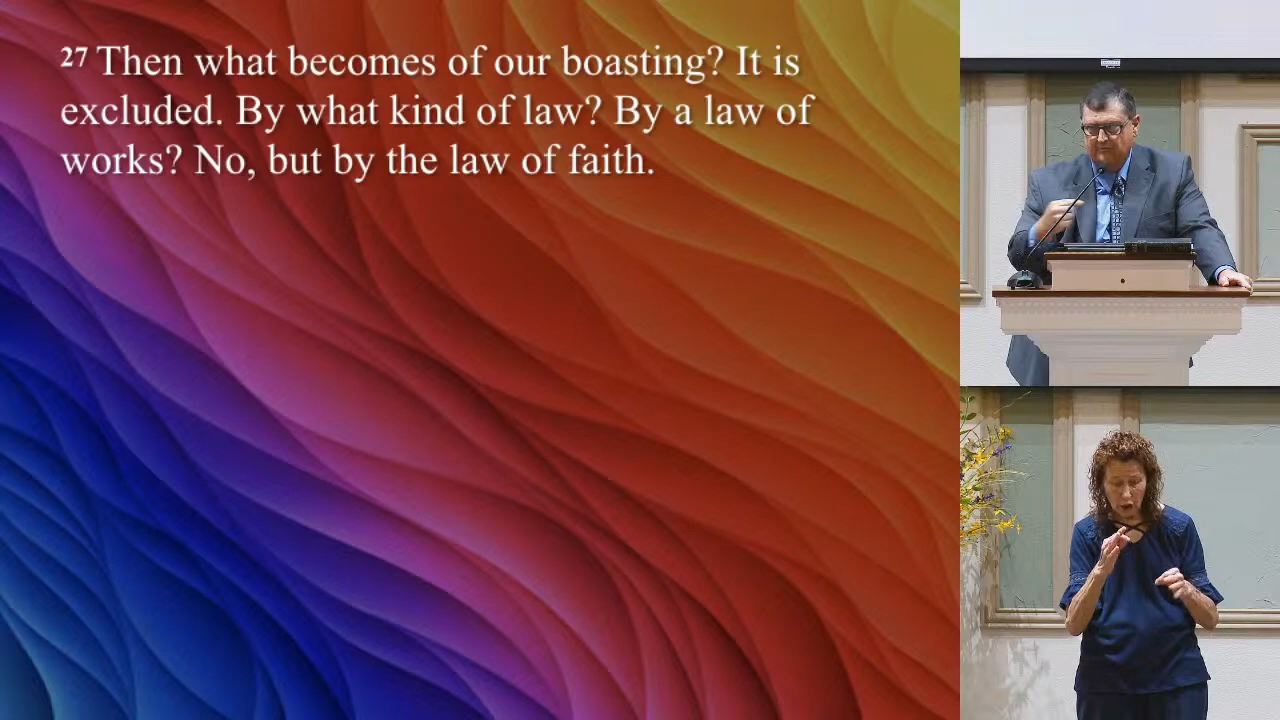 27 Then what becomes of our boasting? It is
excluded. By what kind of law? By a law of
works? No, but by the law of faith.